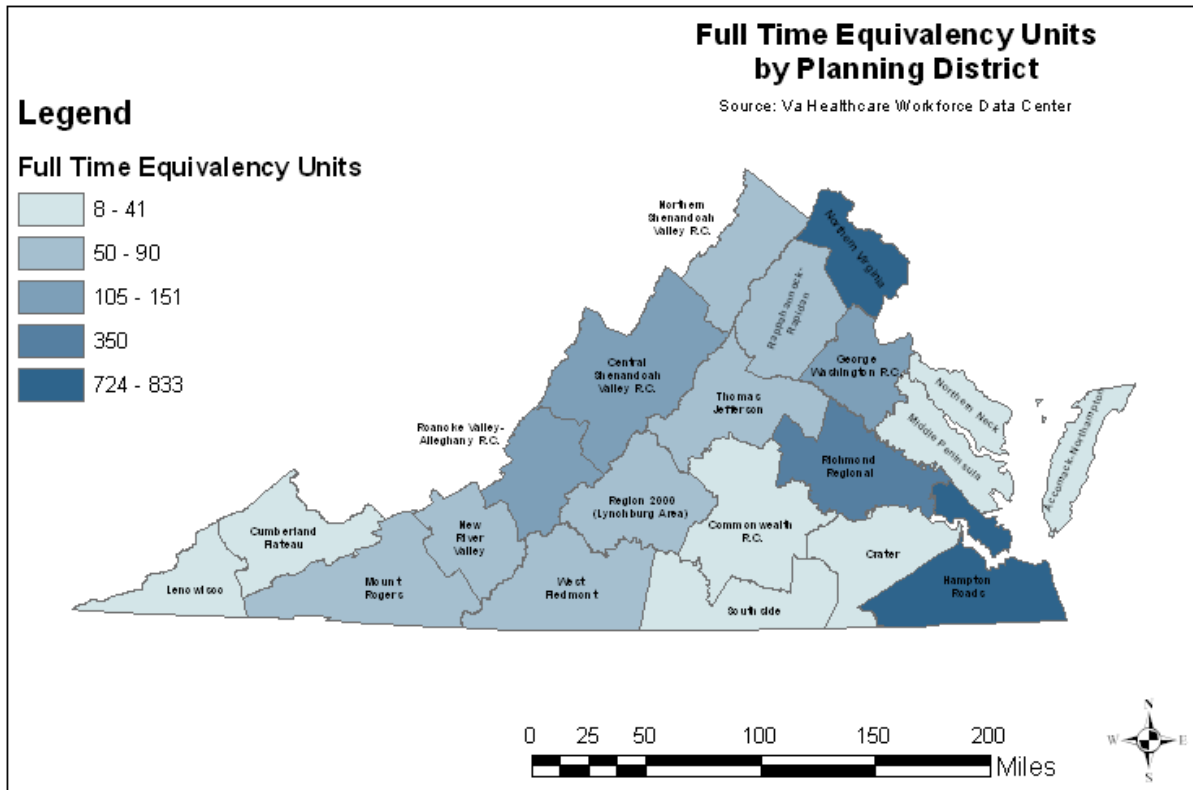 Full Time Equivalency Units
by Planning District
Source: Va Healthcare Workforce Data Center
Legend
Full Time Equivalency Units
8 - 41
50 - 90
105 - 151
350
724 - 833
Northern
Shenandoah
Valley R.C.
Northern Virginia
Rappahannock-
Rapidan
Central
Shenandoah
Valley R.C.
George
Washington R.C.
Thomas
Jefferson
Northern Neck
Middle Peninsula
Accomack-Northampton
Roanoke Valley-
Alleghany R.C.
Richmond
Regional
Region 2000
(Lynchburg Area)
Commonwealth
R.C.
Cumberland
Plateau
New
River
Valley
Crater
Lenowisco
Mount
Rogers
West
Piedmont
Southside
Hampton
Roads
0 25 50 100 150 200
Miles
N
W E
S